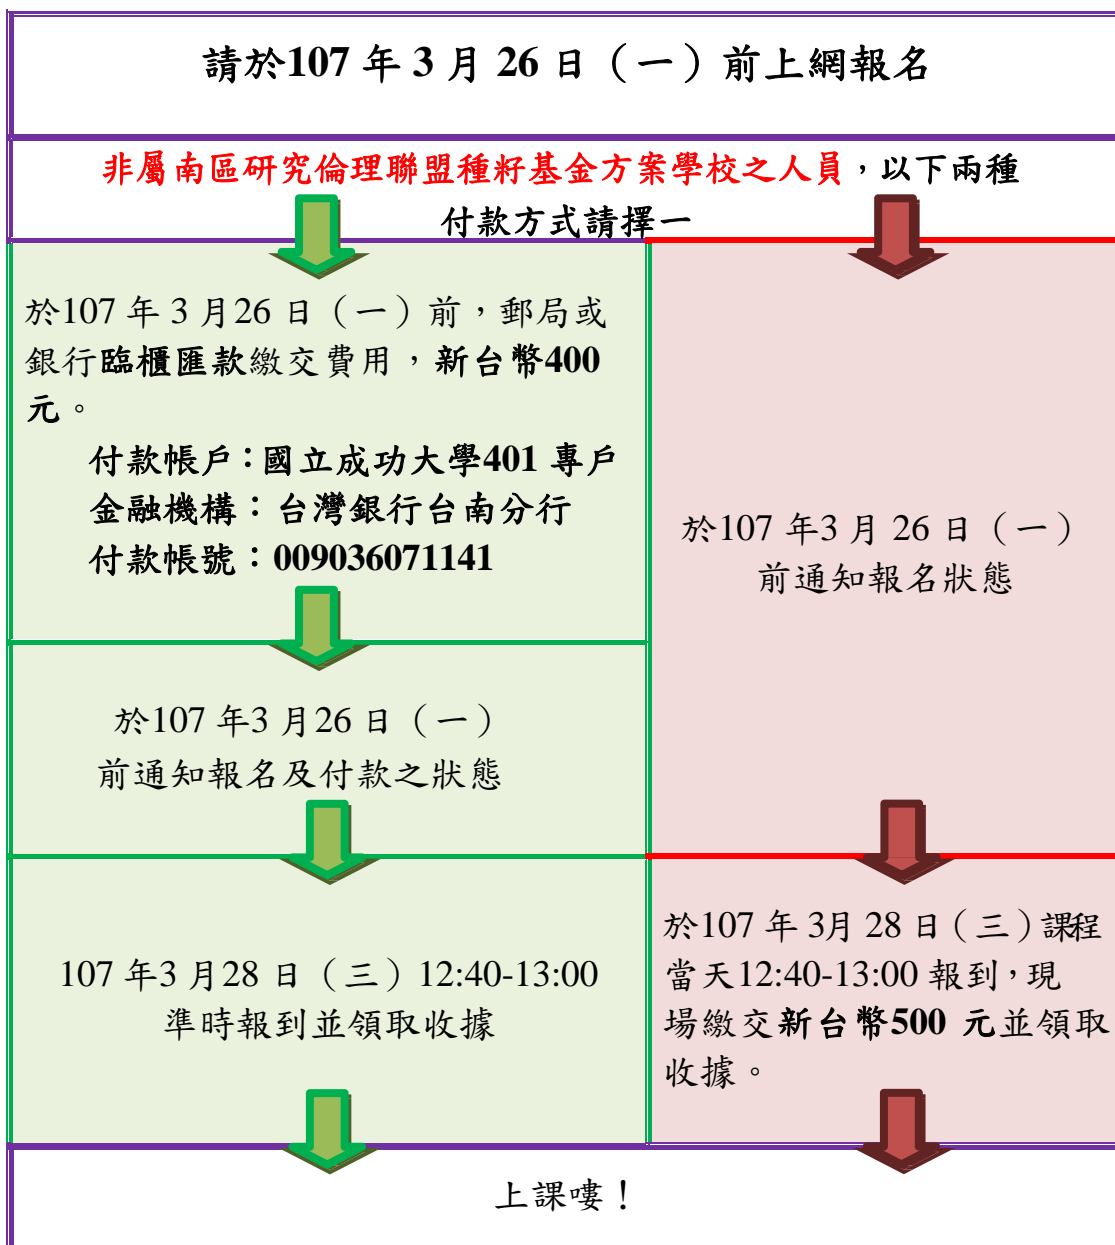 請於107 年 3 月 26 日（一）前上網報名
非屬南區研究倫理聯盟種籽基金方案學校之人員，以下兩種
付款方式請擇一
於107 年 3 月26 日（一）前，郵局或
銀行臨櫃匯款繳交費用，新台幣400
元。
付款帳戶：國立成功大學401 專戶
金融機構：台灣銀行台南分行
付款帳號：009036071141
於107 年3 月26 日（一）
前通知報名及付款之狀態
107 年3 月28 日（三）12:40-13:00
準時報到並領取收據
於107 年3 月 26 日（一）
前通知報名狀態
於107 年 3月 28 日（三）課程
當天12:40-13:00 報到，現
場繳交新台幣500 元並領取
收據。
上課嘍！